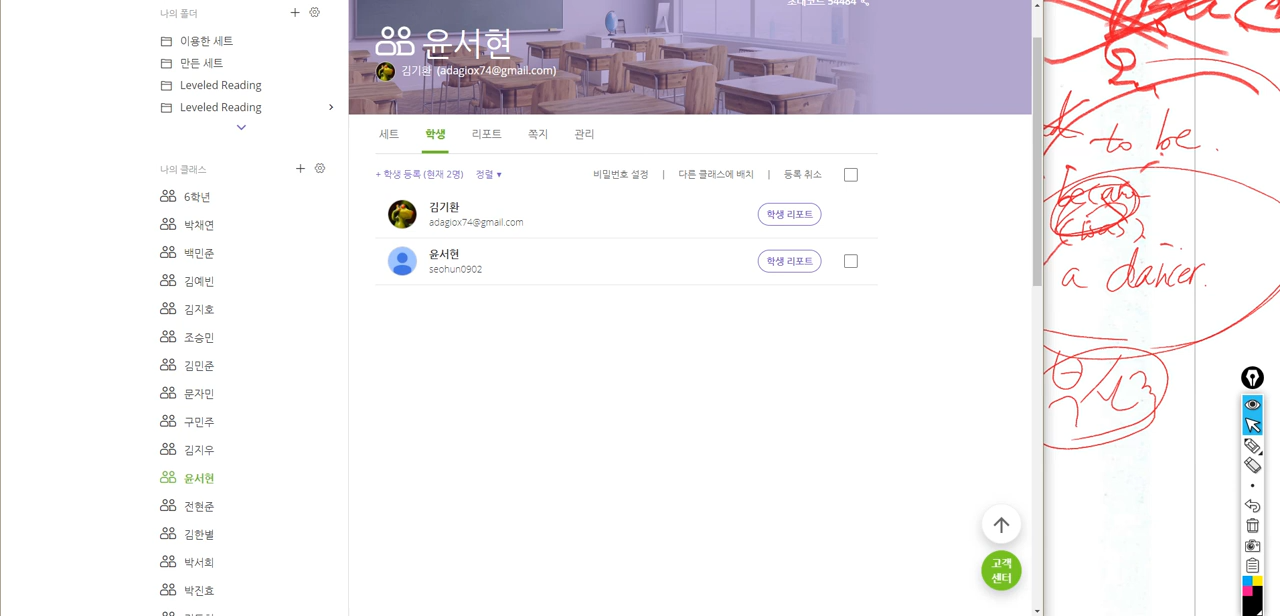 나의 폴더
이용한 세트
만든 세트
Leveled Reading
Leveled Reading
나의 클래스
6학년
박채연
백민준
김예빈
김지호
조승민
김민준
문자민
구민주
김지우
윤서현
전현준
김한별
박서희
박진효
초대코드 54484
윤서현
김기환 (adagiox74@gmail.com)
세트 학생 리포트 쪽지 관리
+ 학생 등록 (현재 2명) 정렬 ▾ 비밀번호 설정 | 다른 클래스에 배치 | 등록 취소
김기환
adagiox74@gmail.com
학생 리포트
윤서현
seohun0902
학생 리포트
고객
센터
to be.
(was)
a dancer.